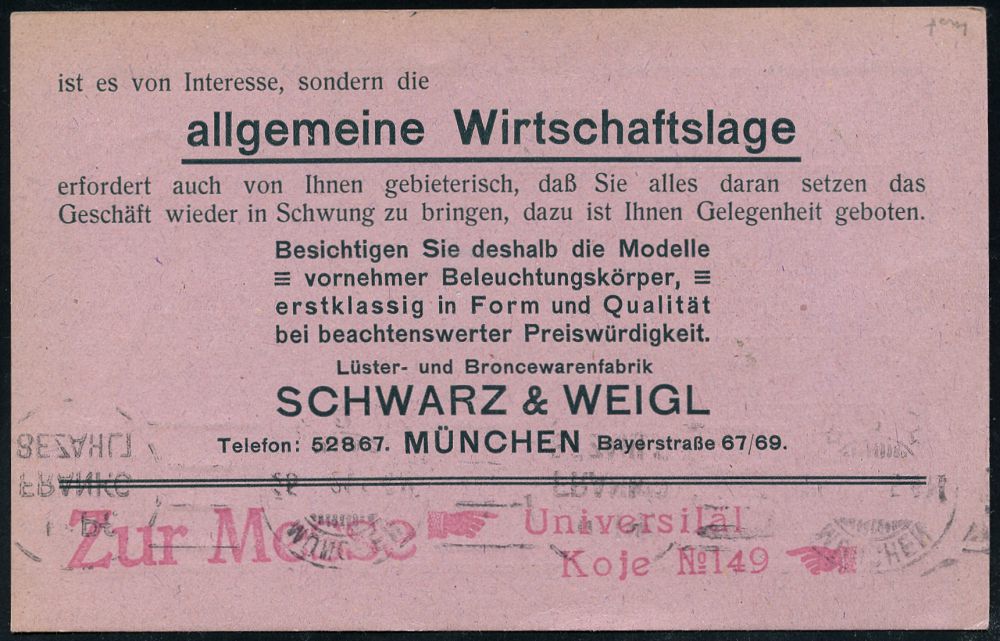 ist es von Interesse, sondern die
allgemeine Wirtschaftslage
erfordert auch von Ihnen gebieterisch, daß Sie alles daran setzen das
Geschäft wieder in Schwung zu bringen, dazu ist Ihnen Gelegenheit geboten.
Besichtigen Sie deshalb die Modelle
≡ vornehmer Beleuchtungskörper, ≡
erstklassig in Form und Qualität
bei beachtenswerter Preiswürdigkeit.
Lüster- und Broncewarenfabrik
SCHWARZ & WEIGL
Telefon: 52867. MÜNCHEN Bayerstraße 67/69.
Zur Messe Universität
Koje № 149